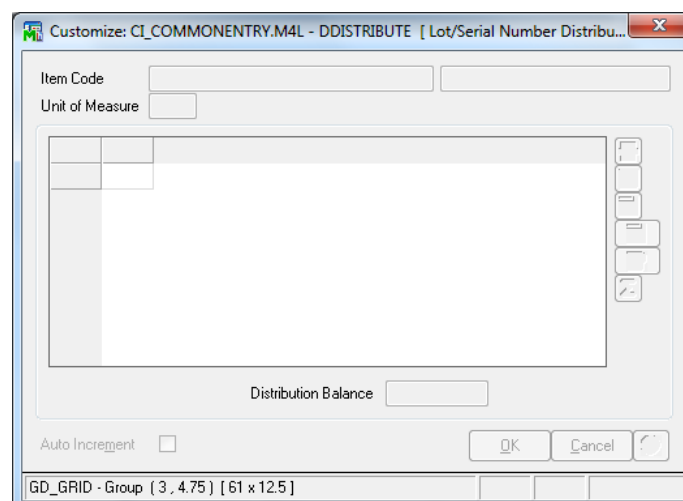 Customize: CI_COMMONENTRY.M4L - DDISTRIBUTE [ Lot/Serial Number Distribu...
Item Code
Unit of Measure
Distribution Balance
Auto Increment
OK Cancel
GD_GRID - Group ( 3 , 4.75 ) [ 61 x 12.5 ]